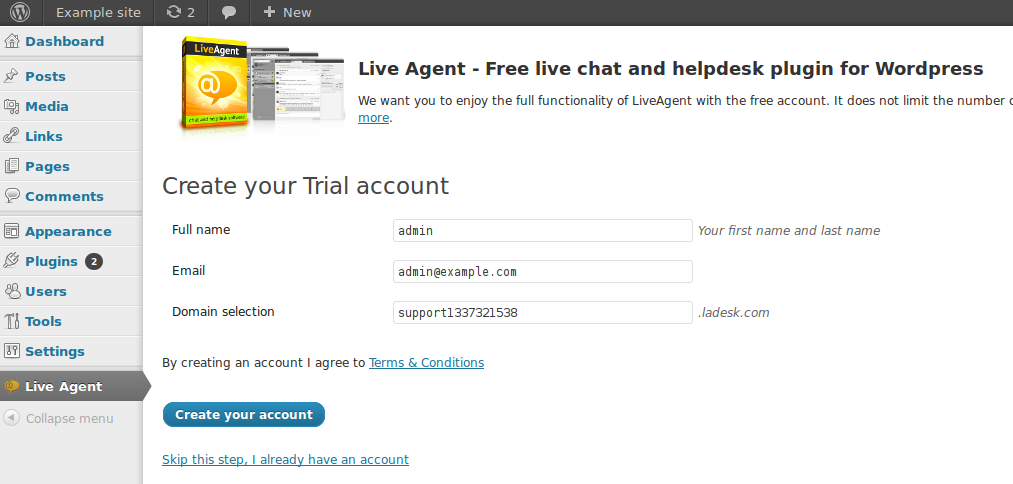 Example site 2 + New
Dashboard
Posts
Media
Links
Pages
Comments
Appearance
Plugins 2
Users
Tools
Settings
Live Agent
Collapse menu
LiveAgent
@
chat and helpdesk software
Live Agent - Free live chat and helpdesk plugin for Wordpress
We want you to enjoy the full functionality of LiveAgent with the free account. It does not limit the number
more.
Create your Trial account
Full name admin Your first name and last name
Email admin@example.com
Domain selection support1337321538 .ladesk.com
By creating an account I agree to Terms & Conditions
Create your account
Skip this step, I already have an account